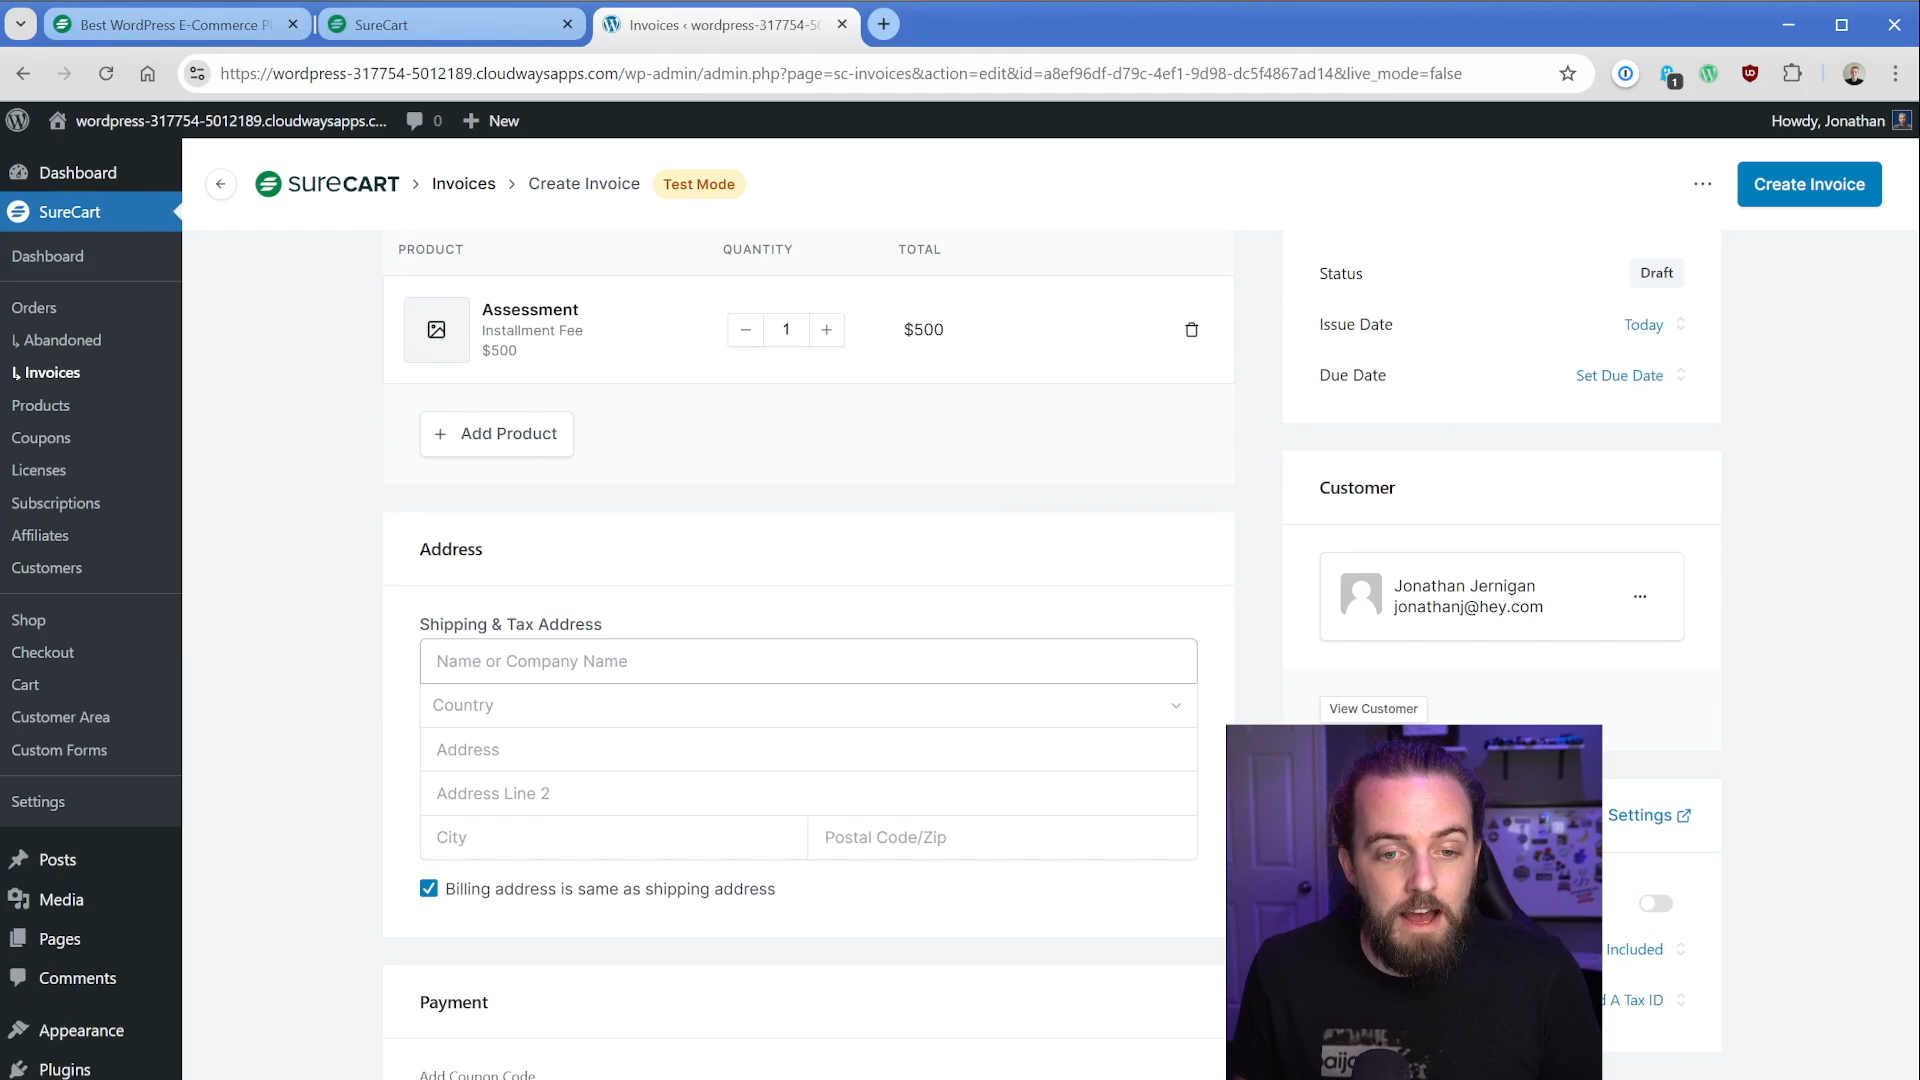 Best WordPress E-Commerce Pl
SureCart
Invoices ‹ wordpress-317754-50
https://wordpress-317754-5012189.cloudwaysapps.com/wp-admin/admin.php?page=sc-invoices&action=edit&id=a8ef96df-d79c-4ef1-9d98-dc5f4867ad14&live_mode=false
1
wordpress-317754-5012189.cloudwaysapps.c...
0
New
Howdy, Jonathan
Dashboard
SureCart
Dashboard
Orders
Abandoned
Invoices
Products
Coupons
Licenses
Subscriptions
Affiliates
Customers
Shop
Checkout
Cart
Customer Area
Custom Forms
Settings
Posts
Media
Pages
Comments
Appearance
Plugins
SURECART
Invoices
Create Invoice
Test Mode
Create Invoice
PRODUCT QUANTITY TOTAL
Assessment
Installment Fee
$500
1
$500
+ Add Product
Address
Shipping & Tax Address
Name or Company Name
Country
Address
Address Line 2
City
Postal Code/Zip
Billing address is same as shipping address
Payment
Add Coupon Code
Status
Draft
Issue Date
Today
Due Date
Set Due Date
Customer
Jonathan Jernigan
jonathanj@hey.com
View Customer
Settings
Included
A Tax ID